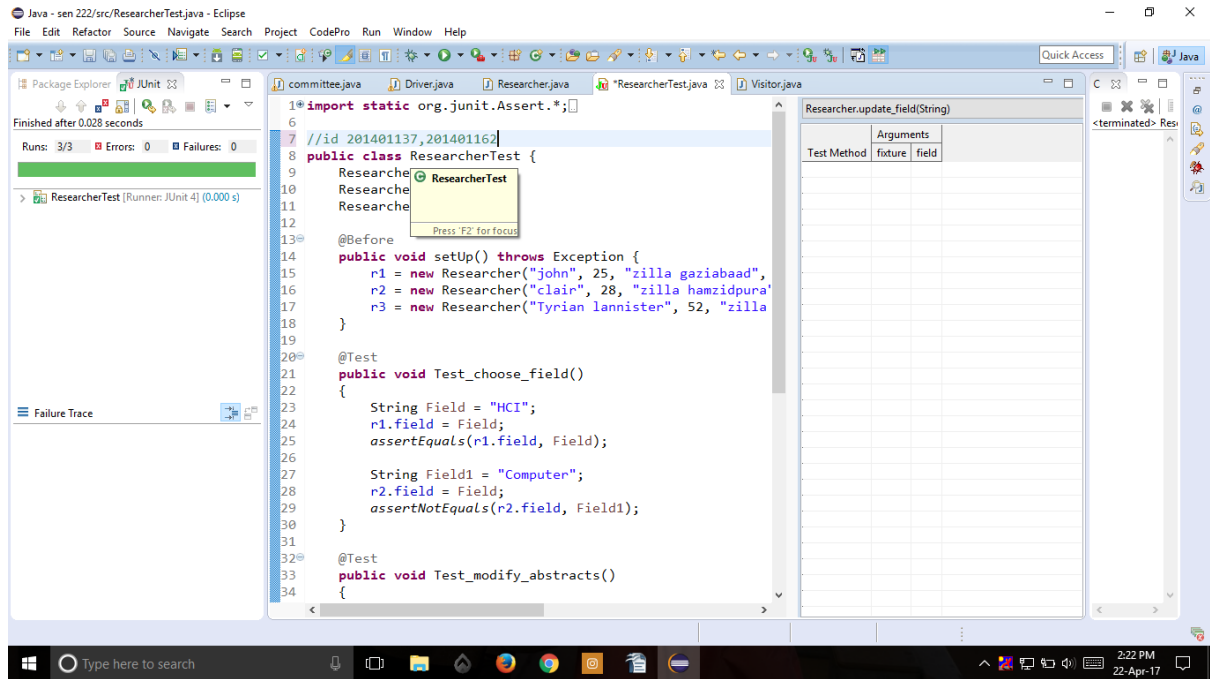 Java - sen 222/src/ResearcherTest.java - Eclipse
File Edit Refactor Source Navigate Search Project CodePro Run Window Help
Quick Access
Java
Package Explorer JUnit
committee.java Driver.java Researcher.java *ResearcherTest.java Visitor.java
Finished after 0.028 seconds
Runs: 3/3 Errors: 0 Failures: 0
ResearcherTest [Runner: JUnit 4] (0.000 s)
Failure Trace
1 import static org.junit.Assert.*;
6
7 //id 201401137,201401162
8 public class ResearcherTest {
9 Researche
10 Researche
11 Researche
12
ResearcherTest
Press 'F2' for focus
13 @Before
14 public void setUp() throws Exception {
15 r1 = new Researcher("john", 25, "zilla gaziabaad",
16 r2 = new Researcher("clair", 28, "zilla hamzidpura"
17 r3 = new Researcher("Tyrian lannister", 52, "zilla
18 }
19
20 @Test
21 public void Test_choose_field()
22 {
23 String Field = "HCI";
24 r1.field = Field;
25 assertEquals(r1.field, Field);
26
27 String Field1 = "Computer";
28 r2.field = Field;
29 assertNotEquals(r2.field, Field1);
30 }
31
32 @Test
33 public void Test_modify_abstracts()
34 {
Researcher.update_field(String)
Arguments
Test Method fixture field
C
<terminated> Rese
Type here to search
2:22 PM
22-Apr-17